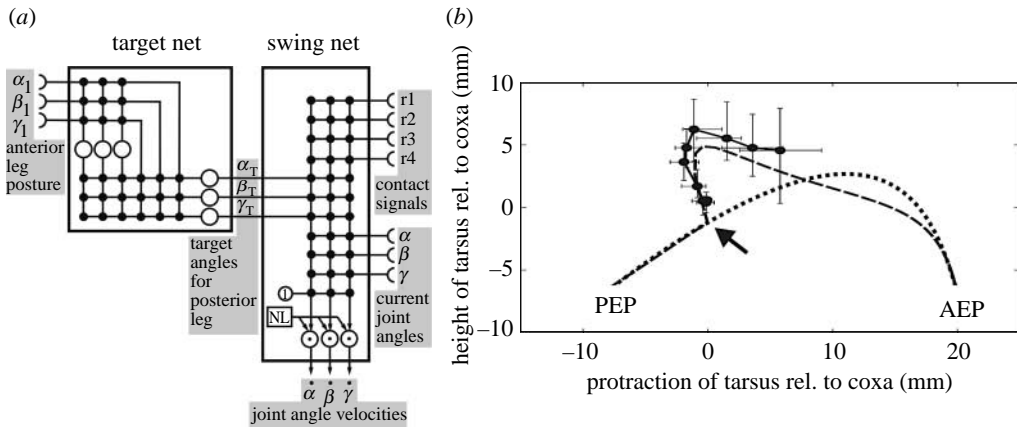 (a)
target net
swing net
α1
β1
γ1
anterior
leg
posture
αT
βT
γT
target
angles
for
posterior
leg
r1
r2
r3
r4
contact
signals
α
β
γ
current
joint
angles
1
NL
α̇ β̇ γ̇
joint angle velocities
(b)
height of tarsus rel. to coxa (mm)
10
5
0
−5
−10
PEP
AEP
−10 0 10 20
protraction of tarsus rel. to coxa (mm)